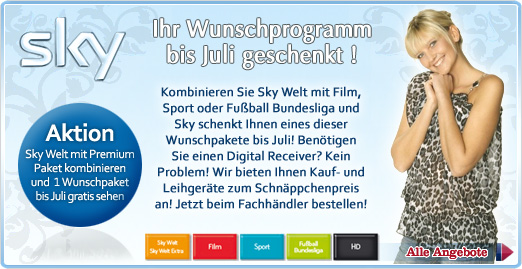 sky
Ihr Wunschprogramm
bis Juli geschenkt !
Kombinieren Sie Sky Welt mit Film,
Sport oder Fußball Bundesliga und
Sky schenkt Ihnen eines dieser
Wunschpakete bis Juli! Benötigen
Sie einen Digital Receiver? Kein
Problem! Wir bieten Ihnen Kauf- und
Leihgeräte zum Schnäppchenpreis
an! Jetzt beim Fachhändler bestellen!
Aktion
Sky Welt mit Premium
Paket kombinieren
und 1 Wunschpaket
bis Juli gratis sehen
Sky Welt
Sky Welt Extra
Film
Sport
Fußball
Bundesliga
HD
Alle Angebote